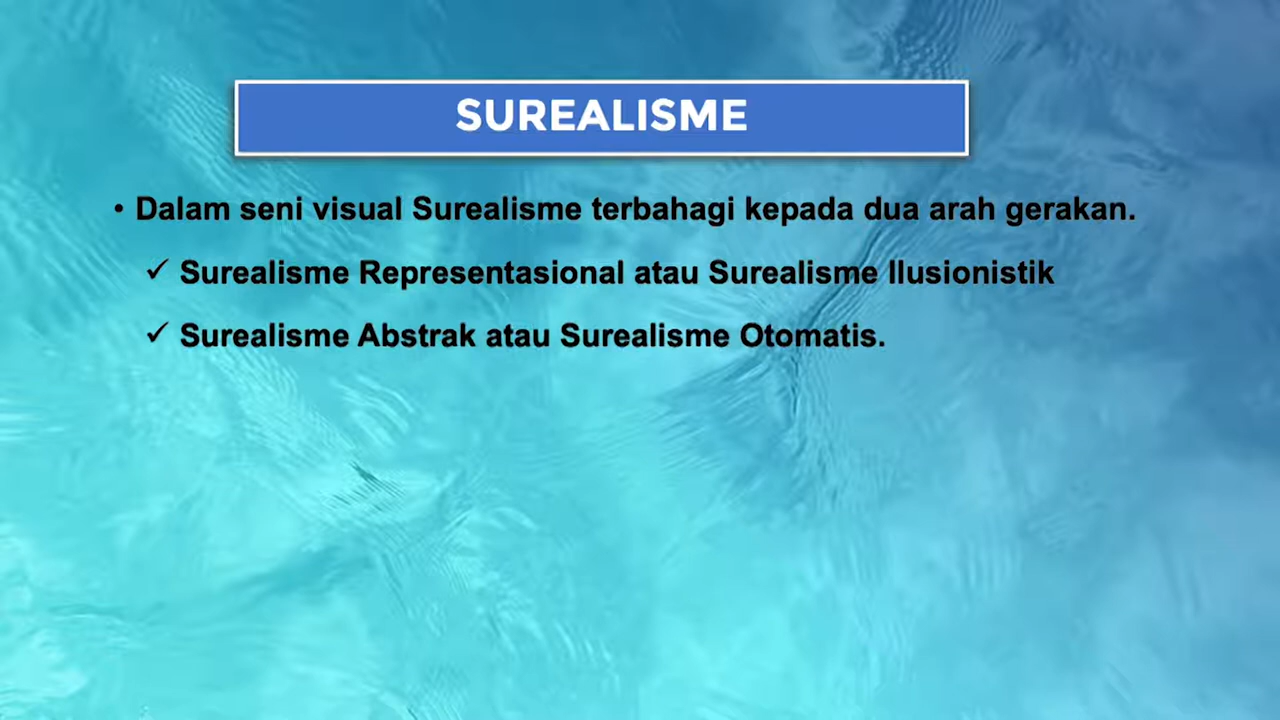 SUREALISME
• Dalam seni visual Surealisme terbahagi kepada dua arah gerakan.
✓ Surealisme Representasional atau Surealisme Ilusionistik
✓ Surealisme Abstrak atau Surealisme Otomatis.